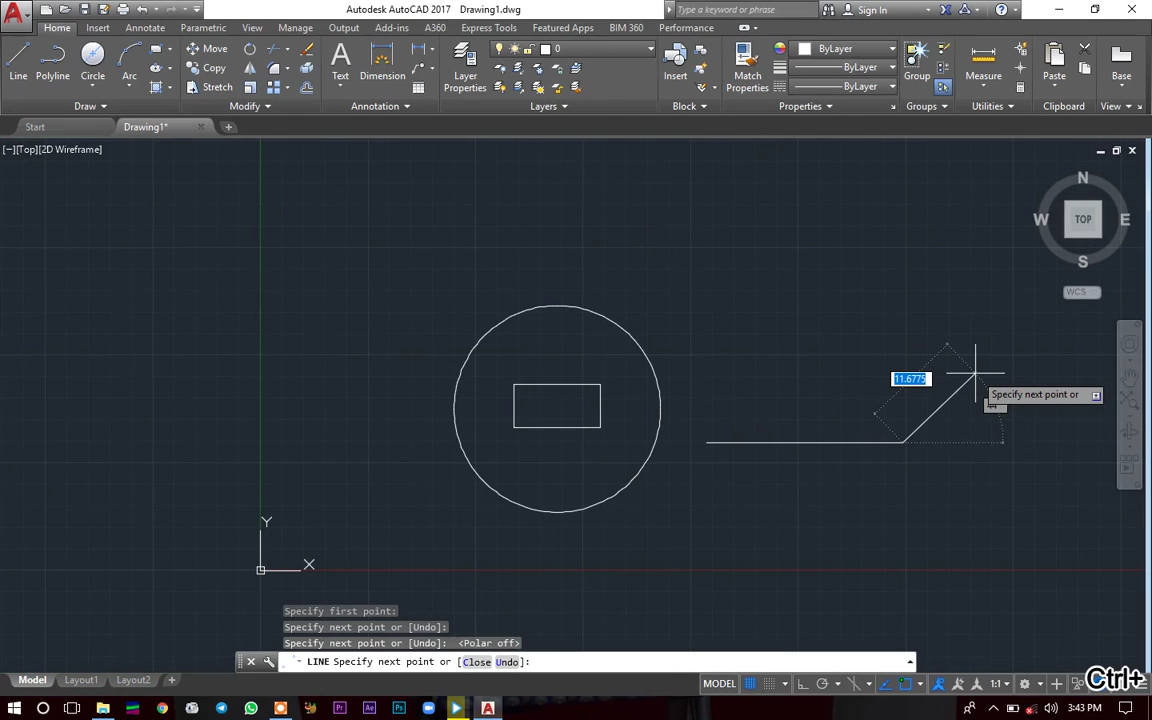 Autodesk AutoCAD 2017 Drawing1.dwg
Type a keyword or phrase
Sign In
Home Insert Annotate Parametric View Manage Output Add-ins A360 Express Tools Featured Apps BIM 360 Performance
Line Polyline Circle Arc
Move
Copy
Stretch
Text Dimension
Layer Properties
0
Insert
Match Properties
ByLayer
ByLayer
ByLayer
Group
Measure
Paste
Base
Draw Modify Annotation Layers Block Properties Groups Utilities Clipboard View
Start Drawing1*
[−][Top][2D Wireframe]
N
W TOP E
S
WCS
11.6775
Specify next point or
Y
X
Specify first point:
Specify next point or [Undo]:
Specify next point or [Undo]: <Polar off>
LINE Specify next point or [Close Undo]:
Model Layout1 Layout2
MODEL
1:1
Ctrl+
3:43 PM